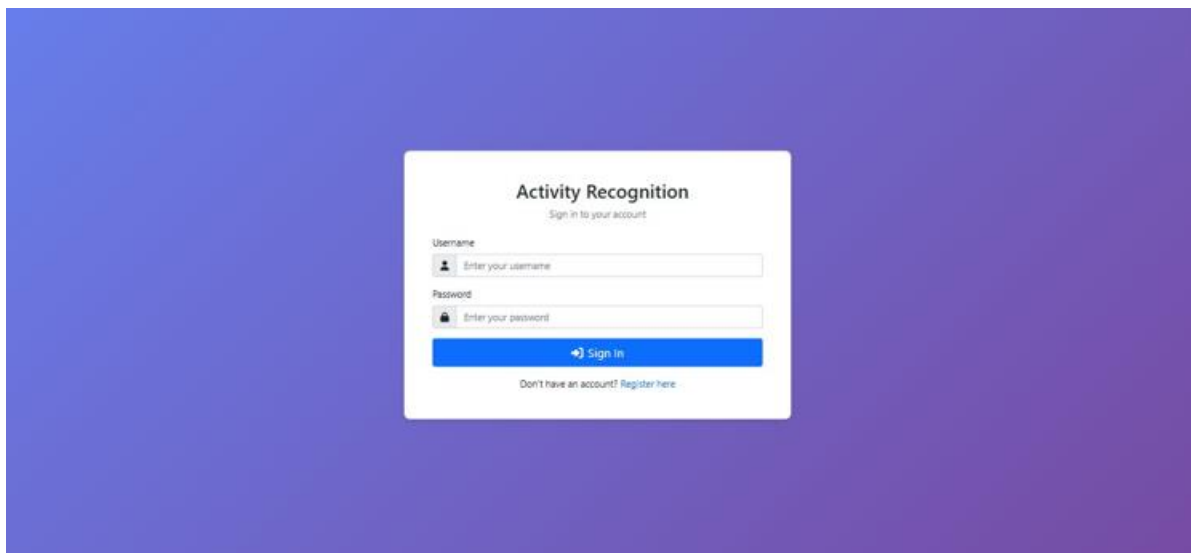 Activity Recognition
Sign in to your account
Username
Enter your username
Password
Enter your password
Sign In
Don't have an account? Register here